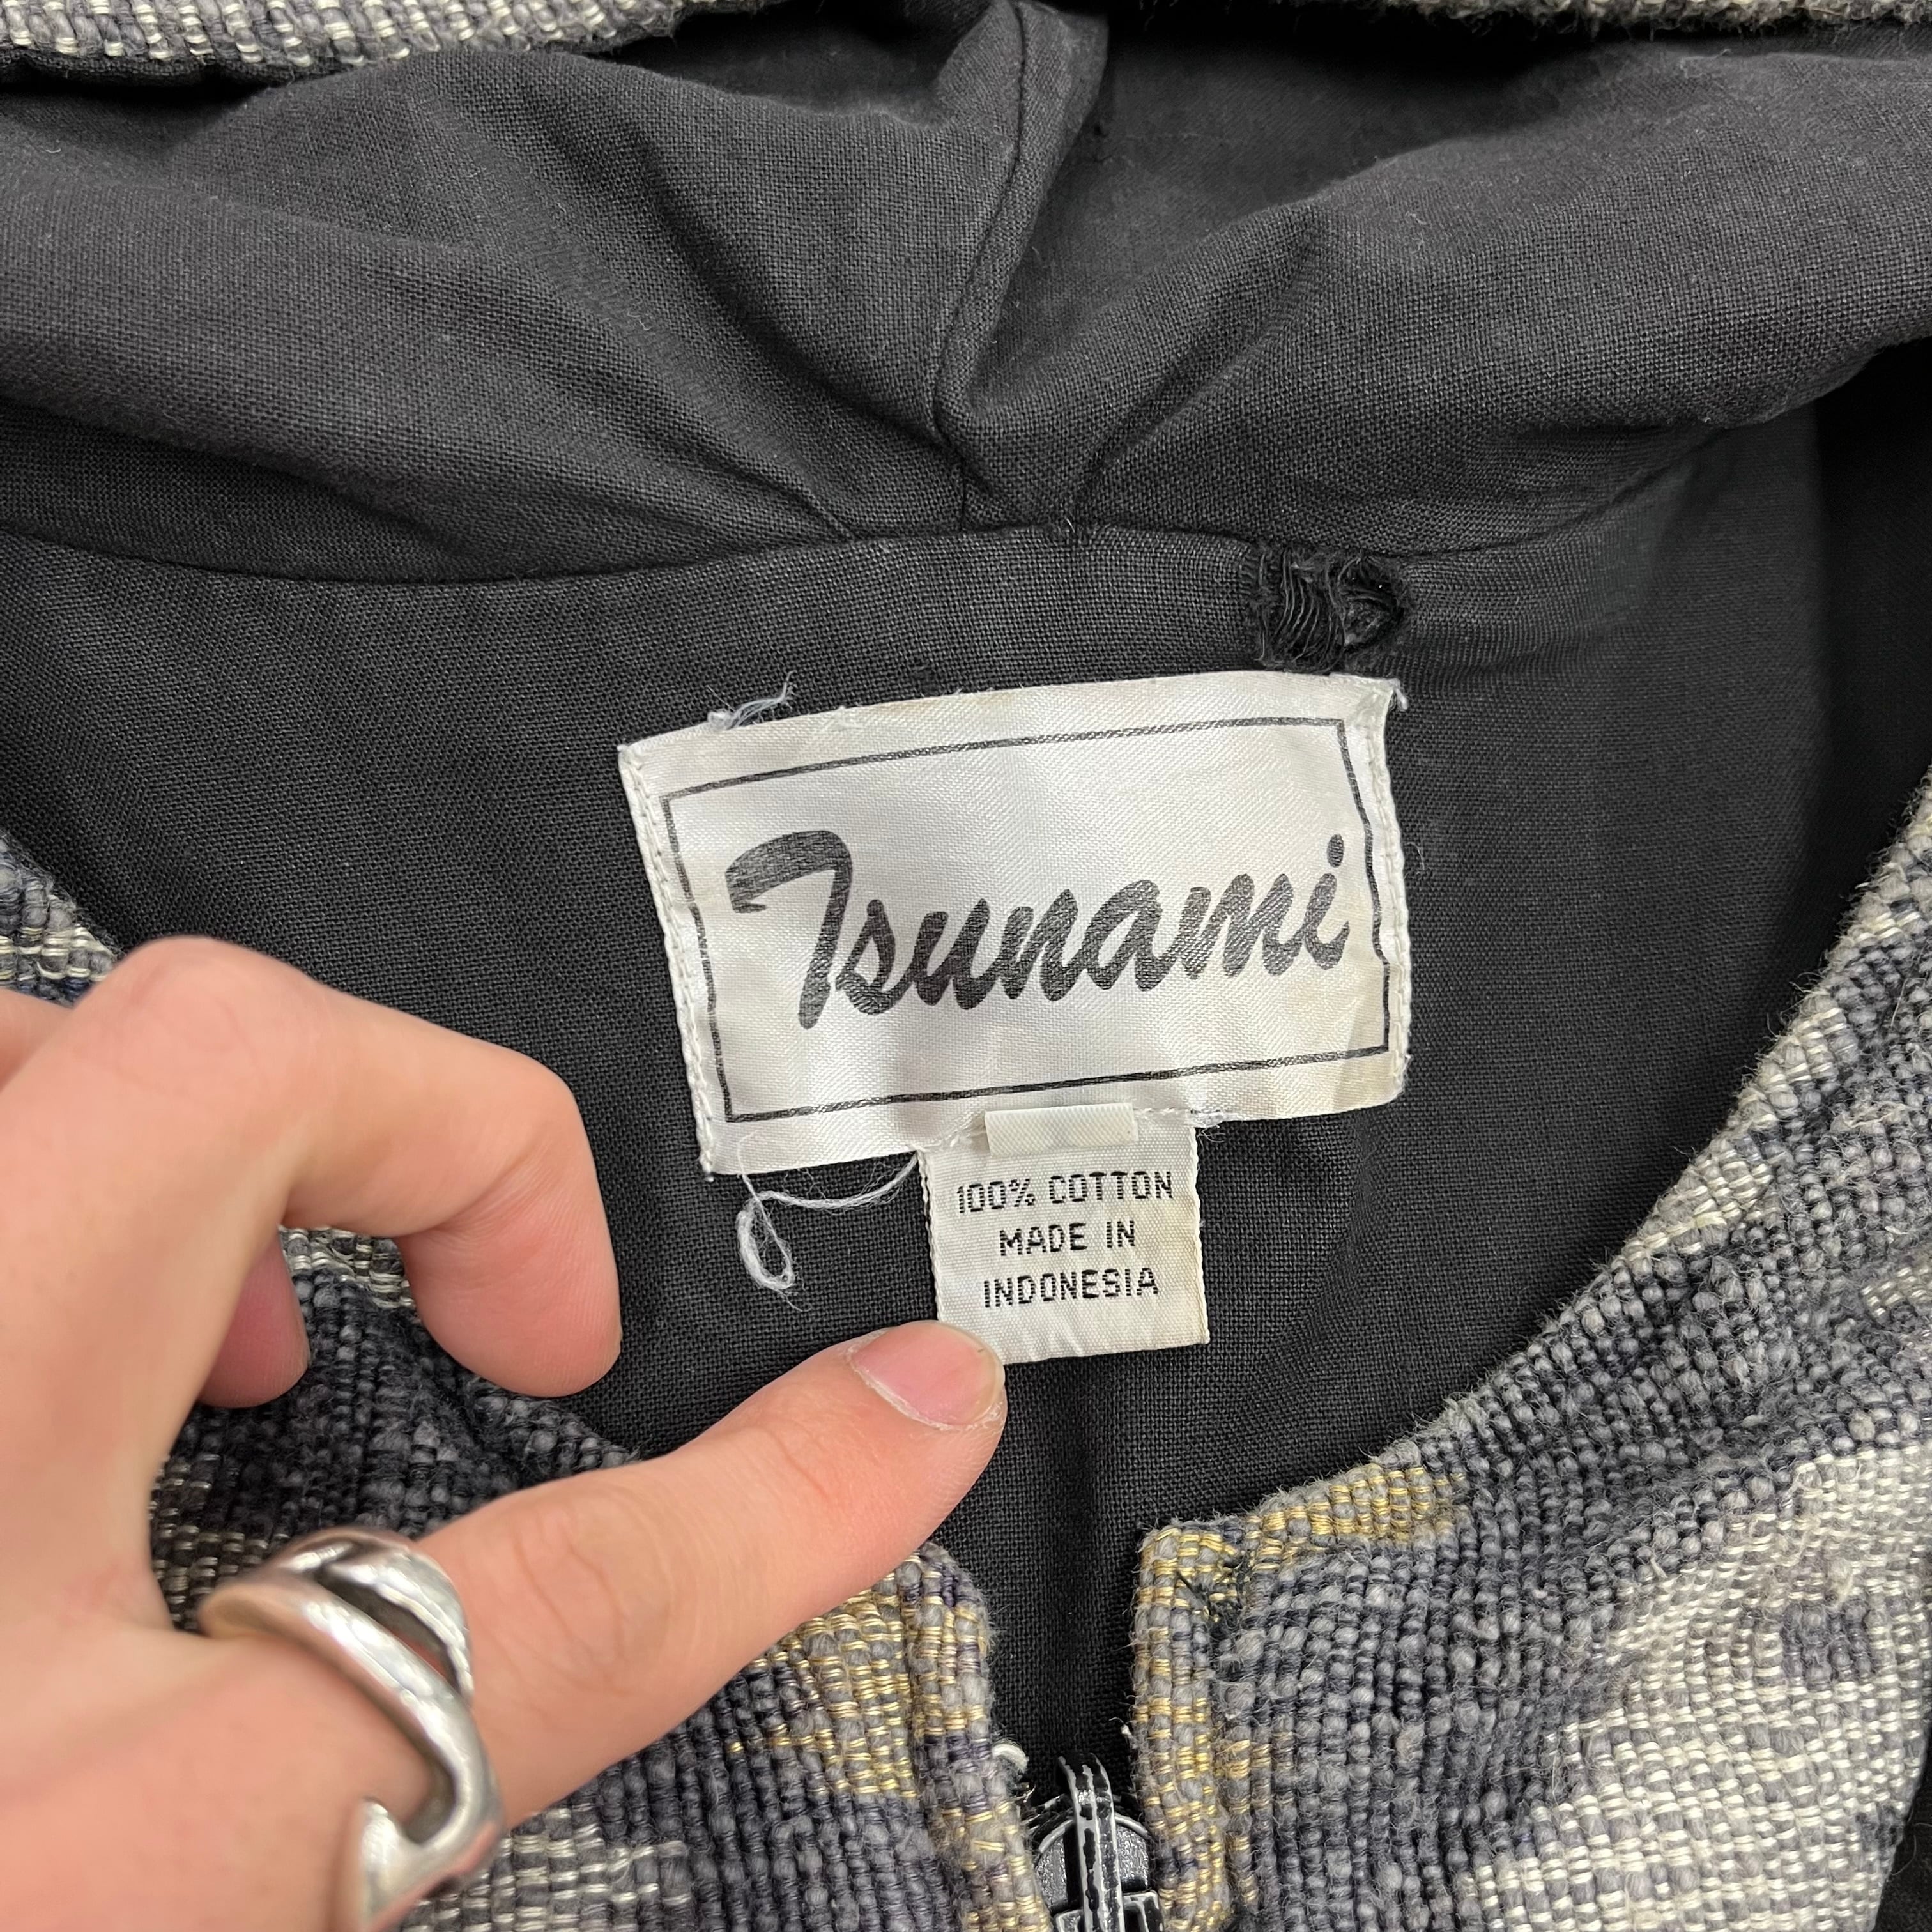 Tsunami
100% COTTON
MADE IN
INDONESIA